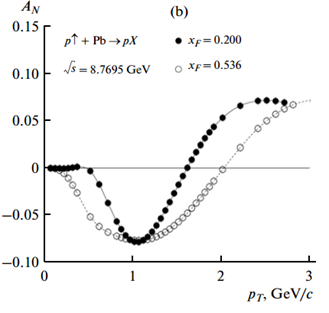 A_N (b)
0.15
p↑ + Pb → pX ● x_F = 0.200
0.10
√s = 8.7695 GeV ○ x_F = 0.536
0.05
0
−0.05
−0.10
0 1 2 3
p_T, GeV/c